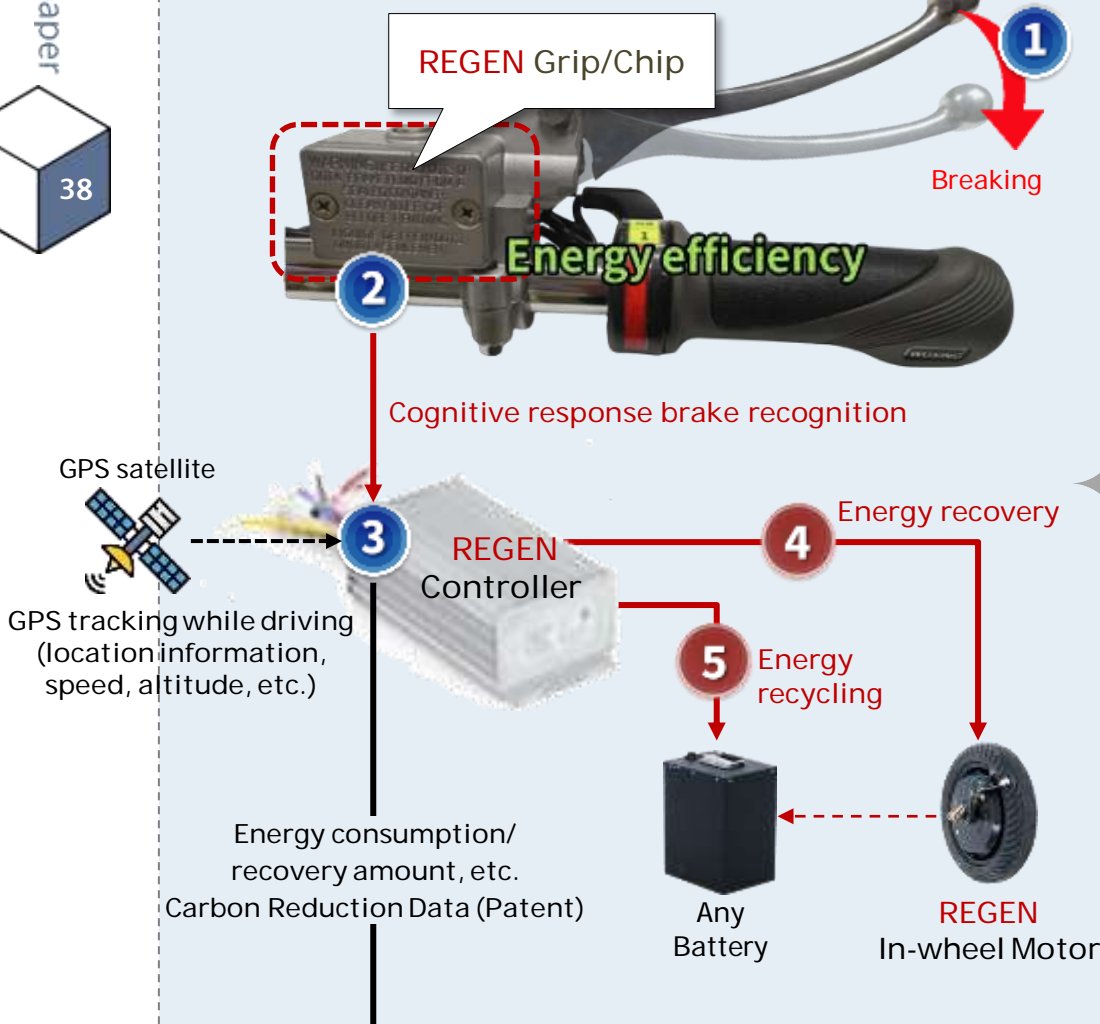 aper
38
REGEN Grip/Chip
1
Breaking
Energy efficiency
2
Cognitive response brake recognition
GPS satellite
3
REGEN
Controller
4
Energy recovery
GPS tracking while driving
(location information,
speed, altitude, etc.)
5
Energy
recycling
Energy consumption/
recovery amount, etc.
Carbon Reduction Data (Patent)
Any
Battery
REGEN
In-wheel Motor